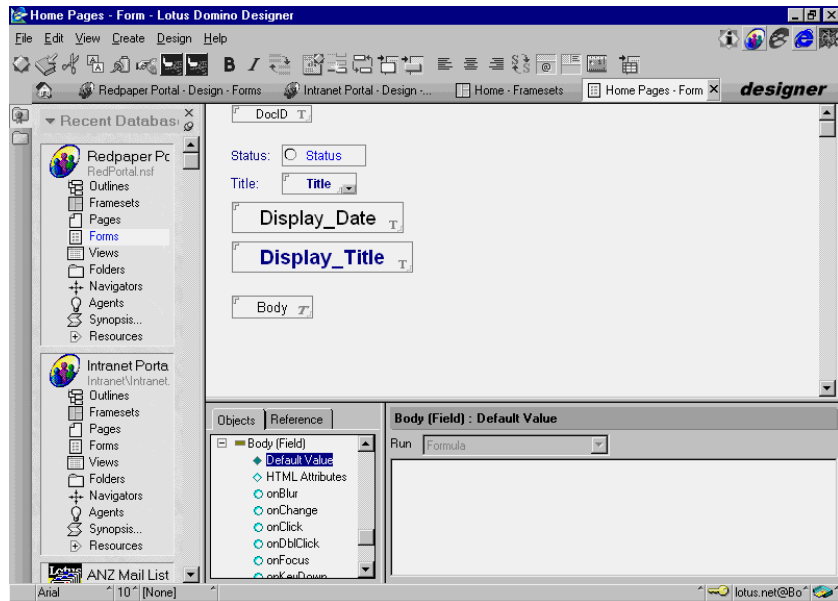 Home Pages - Form - Lotus Domino Designer
File Edit View Create Design Help
B I
Redpaper Portal - Design - Forms Intranet Portal - Design -... Home - Framesets Home Pages - Form designer
Recent Databas
Redpaper Pc
RedPortal.nsf
Outlines
Framesets
Pages
Forms
Views
Folders
Navigators
Agents
Synopsis...
Resources
Intranet Porta
Intranet\Intranet.
Outlines
Framesets
Pages
Forms
Views
Folders
Navigators
Agents
Synopsis...
Resources
Lotus ANZ Mail List
DocID T
Status: Status
Title: Title
Display_Date T
Display_Title T
Body T
Objects Reference
Body (Field)
Default Value
HTML Attributes
onBlur
onChange
onClick
onDblClick
onFocus
onKeyDown
Body (Field) : Default Value
Run Formula
Arial 10 [None] lotus.net@Bo